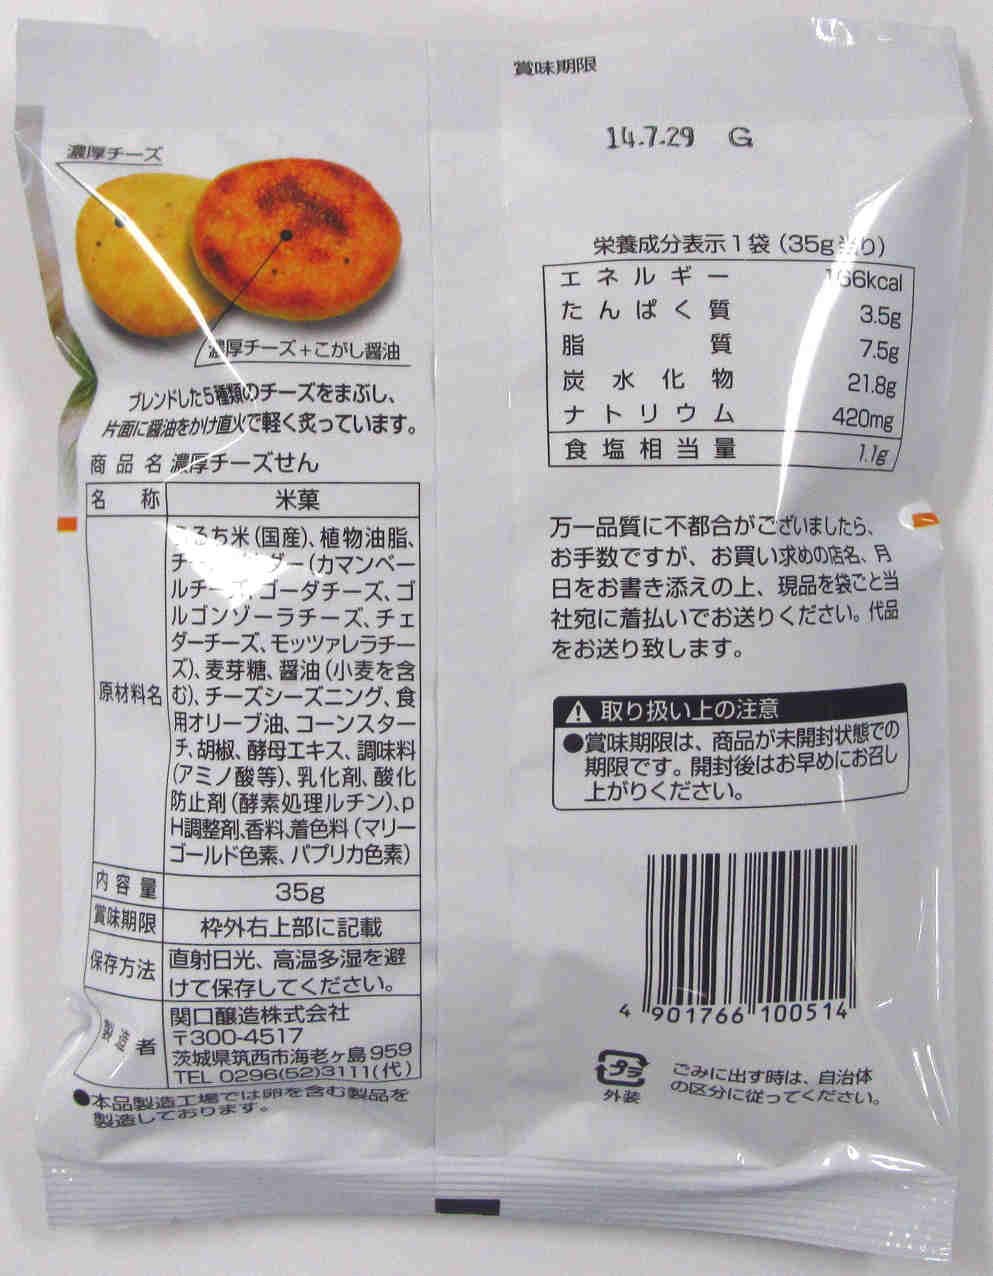 賞味期限
14.7.29 G
濃厚チーズ
濃厚チーズ+こがし醤油
ブレンドした5種類のチーズをまぶし、
片面に醤油をかけ直火で軽く炙っています。
商品名 濃厚チーズせん
名称 米菓
原材料名
うるち米(国産)、植物油脂、
(カマンベー
ルチーズ、ゴーダチーズ、ゴ
ルゴンゾーラチーズ、チェ
ダーチーズ、モッツァレラチー
ズ)、麦芽糖、醤油(小麦を含
む)、チーズシーズニング、食
用オリーブ油、コーンスター
チ、胡椒、酵母エキス、調味料
(アミノ酸等)、乳化剤、酸化
防止剤(酵素処理ルチン)、p
H調整剤、香料、着色料(マリー
ゴールド色素、パプリカ色素)
内容量 35g
賞味期限 枠外右上部に記載
保存方法 直射日光、高温多湿を避
けて保存してください。
製造者 関口醸造株式会社
〒300-4517
茨城県筑西市海老ヶ島959
TEL 0296(52)3111(代)
●本品製造工場では卵を含む製品を
製造しております。
栄養成分表示1袋(35g当り)
エネルギー 166kcal
たんぱく質 3.5g
脂質 7.5g
炭水化物 21.8g
ナトリウム 420mg
食塩相当量 1.1g
万一品質に不都合がございましたら、
お手数ですが、お買い求めの店名、月
日をお書き添えの上、現品を袋ごと当
社宛に着払いでお送りください。代品
をお送り致します。
取り扱い上の注意
●賞味期限は、商品が未開封状態での
期限です。開封後はお早めにお召し
上がりください。
4 901766 100514
プラ
外装
ごみに出す時は、自治体
の区分に従ってください。